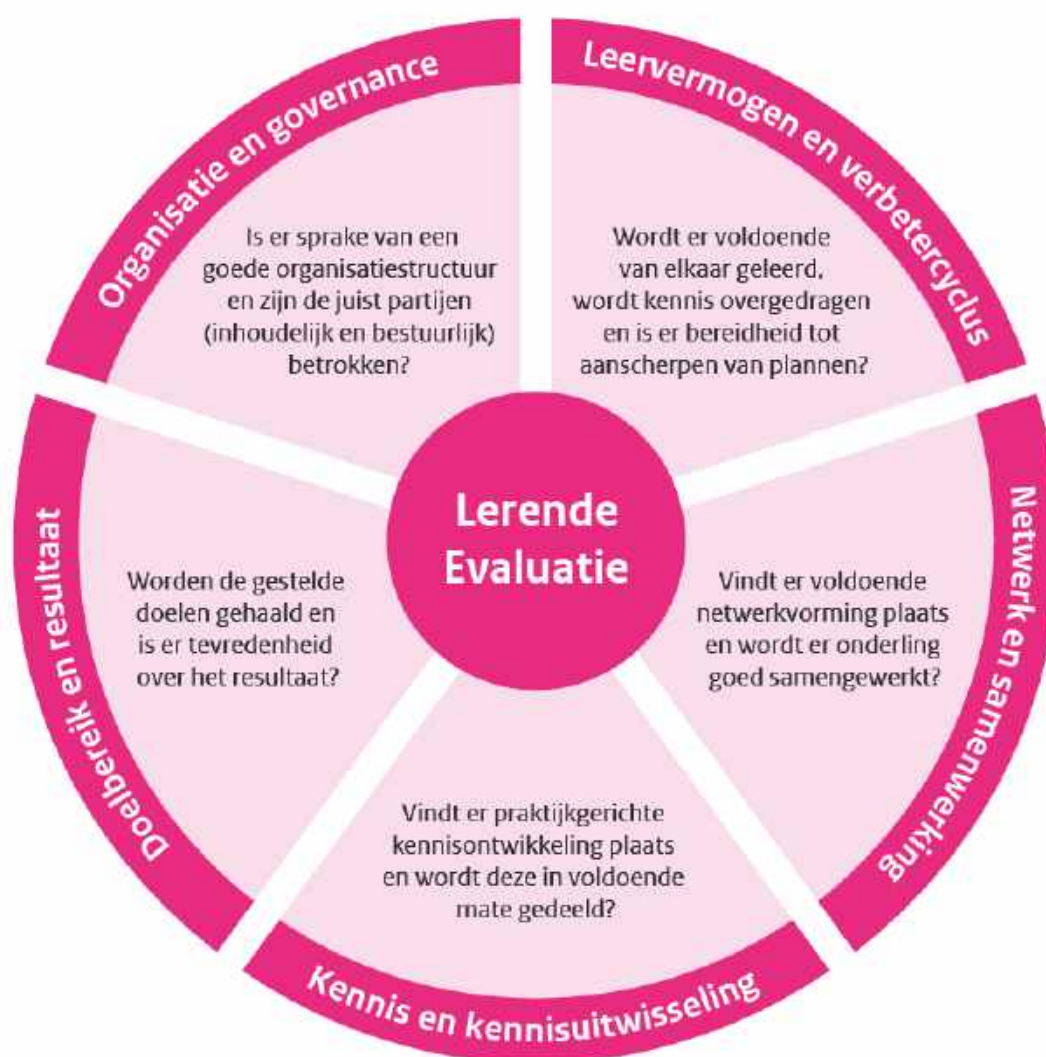 Organisatie en governance
Is er sprake van een
goede organisatiestructuur
en zijn de juist partijen
(inhoudelijk en bestuurlijk)
betrokken?
Leervermogen en verbetercyclus
Wordt er voldoende
van elkaar geleerd,
wordt kennis overgedragen
en is er bereidheid tot
aanscherpen van plannen?
Lerende
Evaluatie
Netwerk en samenwerking
Vindt er voldoende
netwerkvorming plaats
en wordt er onderling
goed samengewerkt?
Kennis en kennisuitwisseling
Vindt er praktijkgerichte
kennisontwikkeling plaats
en wordt deze in voldoende
mate gedeeld?
Doelbereik en resultaat
Worden de gestelde
doelen gehaald en
is er tevredenheid
over het resultaat?